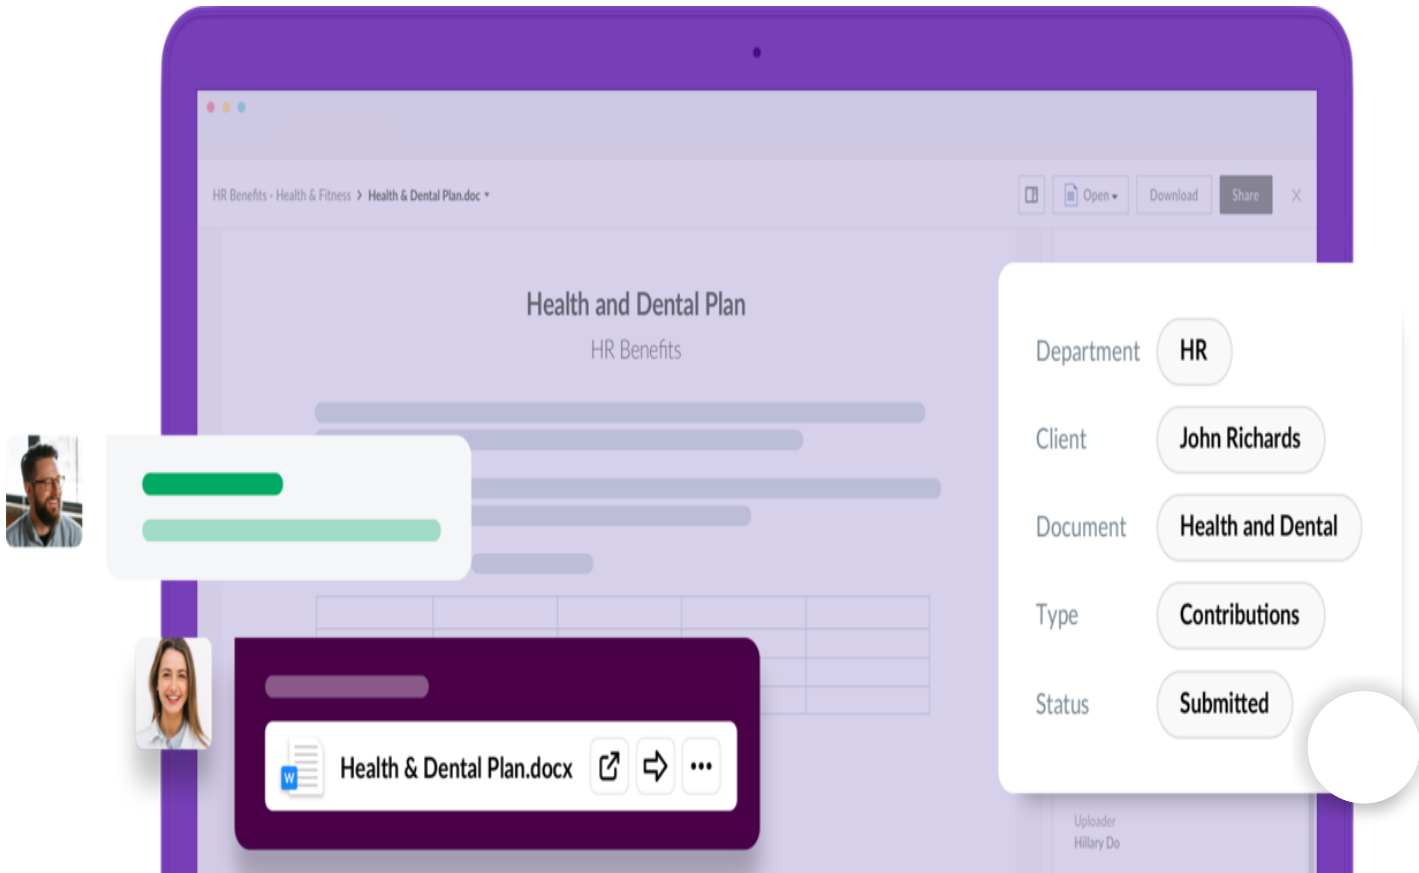 HR Benefits - Health & Fitness > Health & Dental Plan.doc
Open
Download
Share
X
Health and Dental Plan
HR Benefits
Department HR
Client John Richards
Document Health and Dental
Type Contributions
Status Submitted
W
Health & Dental Plan.docx
Uploader
Hillary Do